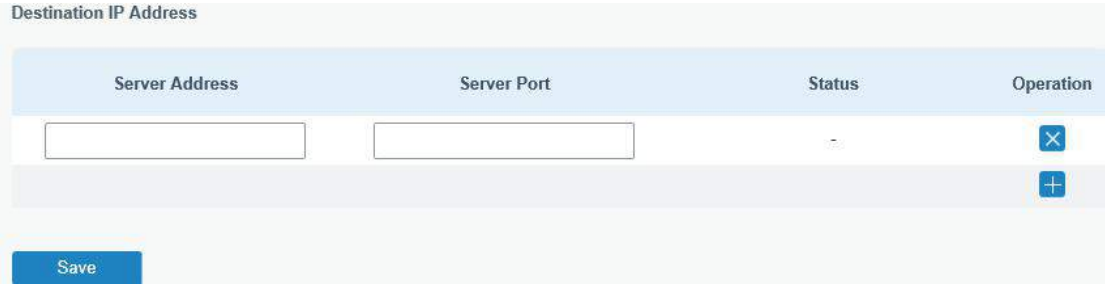 Destination IP Address
Server Address Server Port Status Operation
-
Save